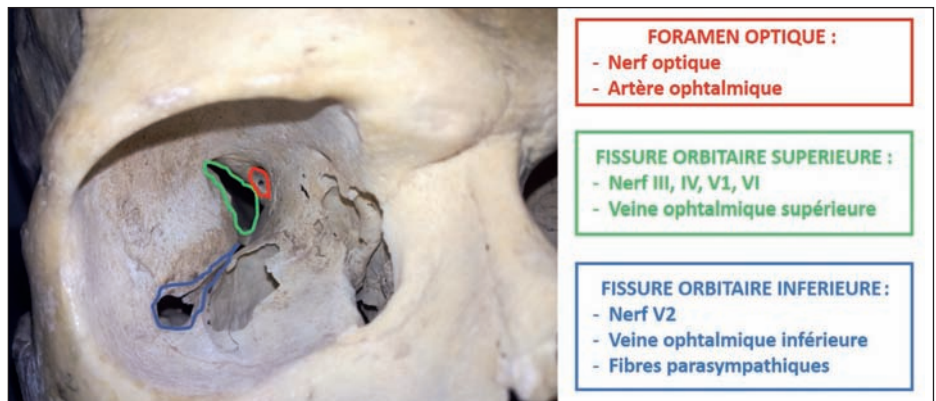 FORAMEN OPTIQUE :
- Nerf optique
- Artère ophtalmique
FISSURE ORBITAIRE SUPERIEURE :
- Nerf III, IV, V1, VI
- Veine ophtalmique supérieure
FISSURE ORBITAIRE INFERIEURE :
- Nerf V2
- Veine ophtalmique inférieure
- Fibres parasympathiques